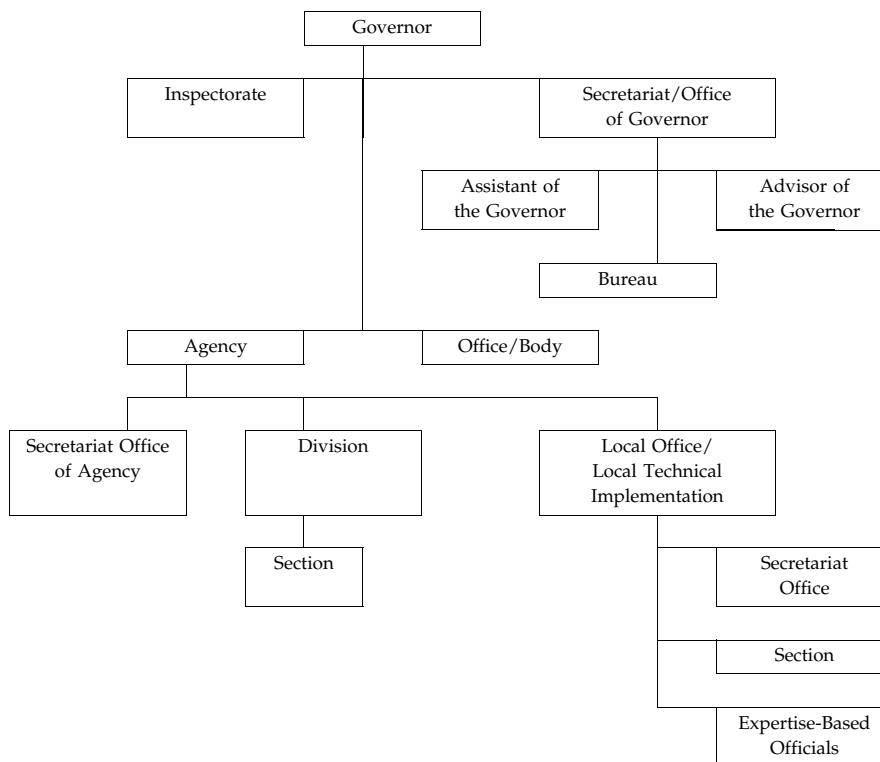 Governor
Inspectorate
Secretariat/Office
of Governor
Assistant of
the Governor
Advisor of
the Governor
Bureau
Agency
Office/Body
Secretariat Office
of Agency
Division
Local Office/
Local Technical
Implementation
Section
Secretariat
Office
Section
Expertise-Based
Officials